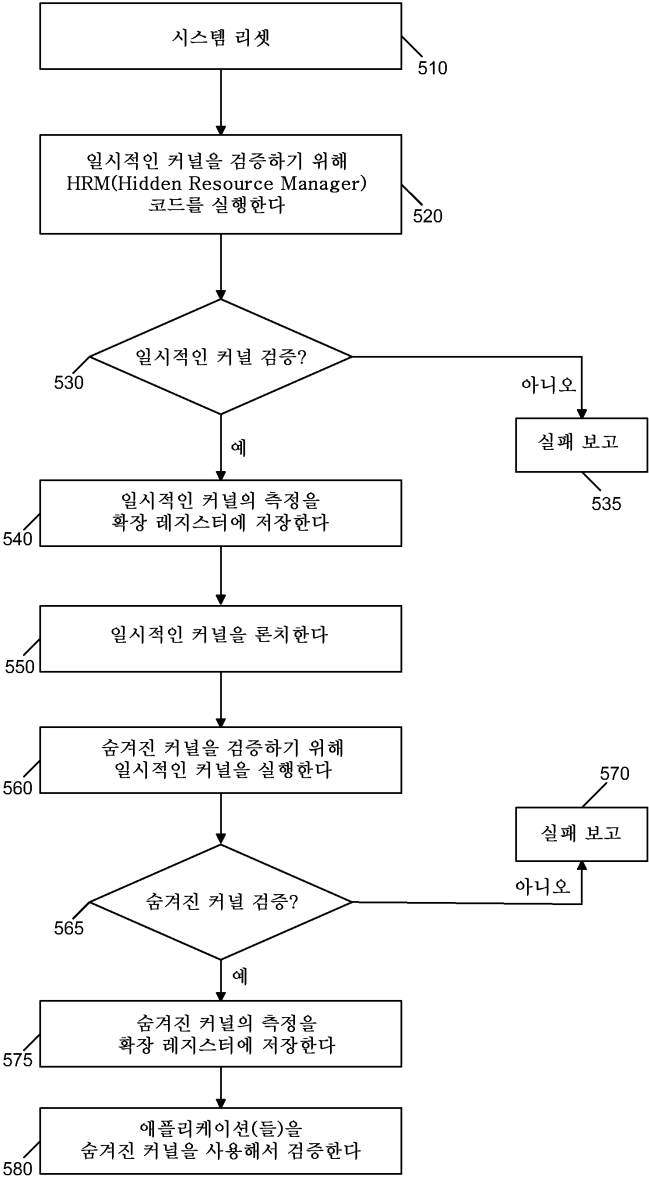 시스템 리셋
510
일시적인 커널을 검증하기 위해
HRM(Hidden Resource Manager)
코드를 실행한다
520
일시적인 커널 검증?
530
아니오
실패 보고
535
예
일시적인 커널의 측정을
확장 레지스터에 저장한다
540
일시적인 커널을 론치한다
550
숨겨진 커널을 검증하기 위해
일시적인 커널을 실행한다
560
숨겨진 커널 검증?
565
570
실패 보고
아니오
예
숨겨진 커널의 측정을
확장 레지스터에 저장한다
575
애플리케이션(들)을
숨겨진 커널을 사용해서 검증한다
580